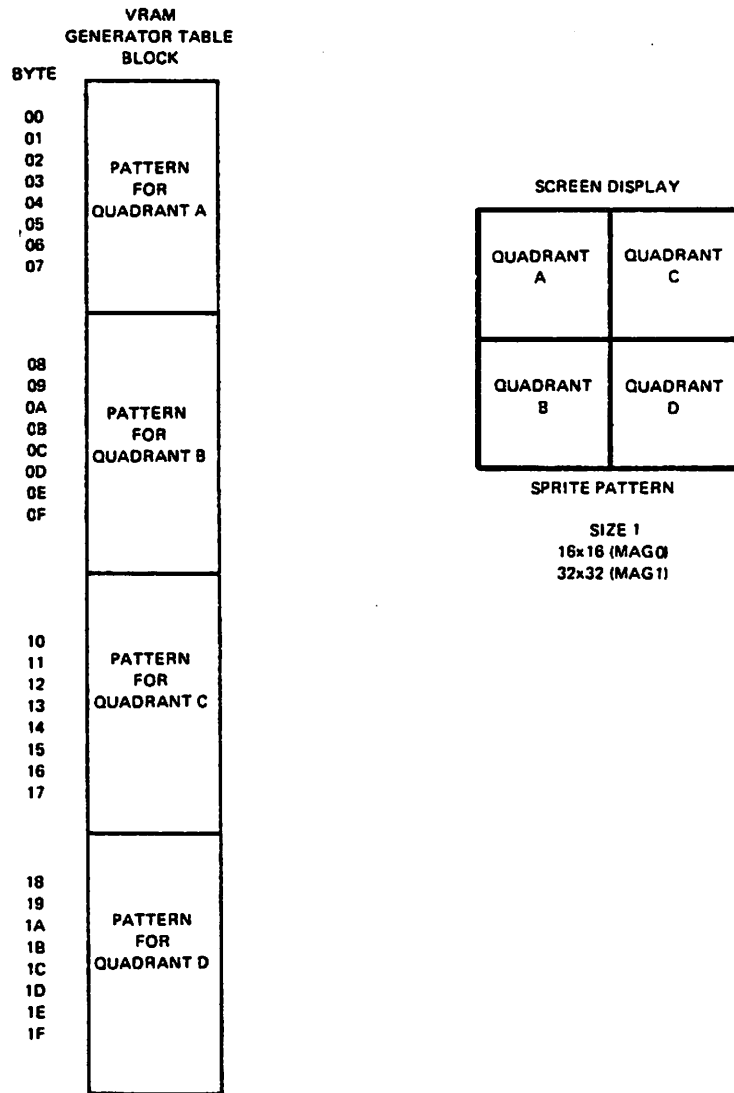 VRAM
GENERATOR TABLE
BLOCK
BYTE
00
01
02
03
04
05
06
07
PATTERN
FOR
QUADRANT A
08
09
0A
0B
0C
0D
0E
0F
PATTERN
FOR
QUADRANT B
10
11
12
13
14
15
16
17
PATTERN
FOR
QUADRANT C
18
19
1A
1B
1C
1D
1E
1F
PATTERN
FOR
QUADRANT D
SCREEN DISPLAY
QUADRANT
A
QUADRANT
C
QUADRANT
B
QUADRANT
D
SPRITE PATTERN
SIZE 1
16x16 (MAG0)
32x32 (MAG1)